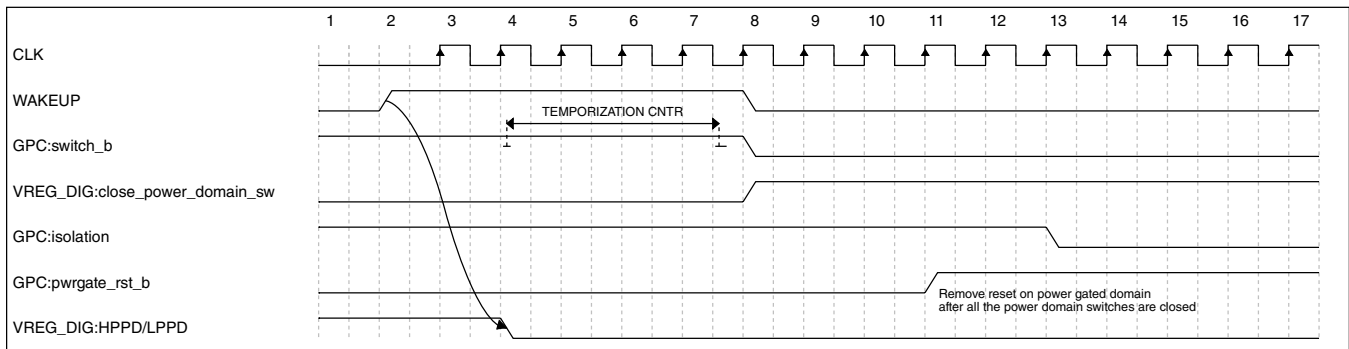 1 2 3 4 5 6 7 8 9 10 11 12 13 14 15 16 17
CLK
WAKEUP
TEMPORIZATION CNTR
GPC:switch_b
VREG_DIG:close_power_domain_sw
GPC:isolation
GPC:pwrgate_rst_b
Remove reset on power gated domain
after all the power domain switches are closed
VREG_DIG:HPPD/LPPD